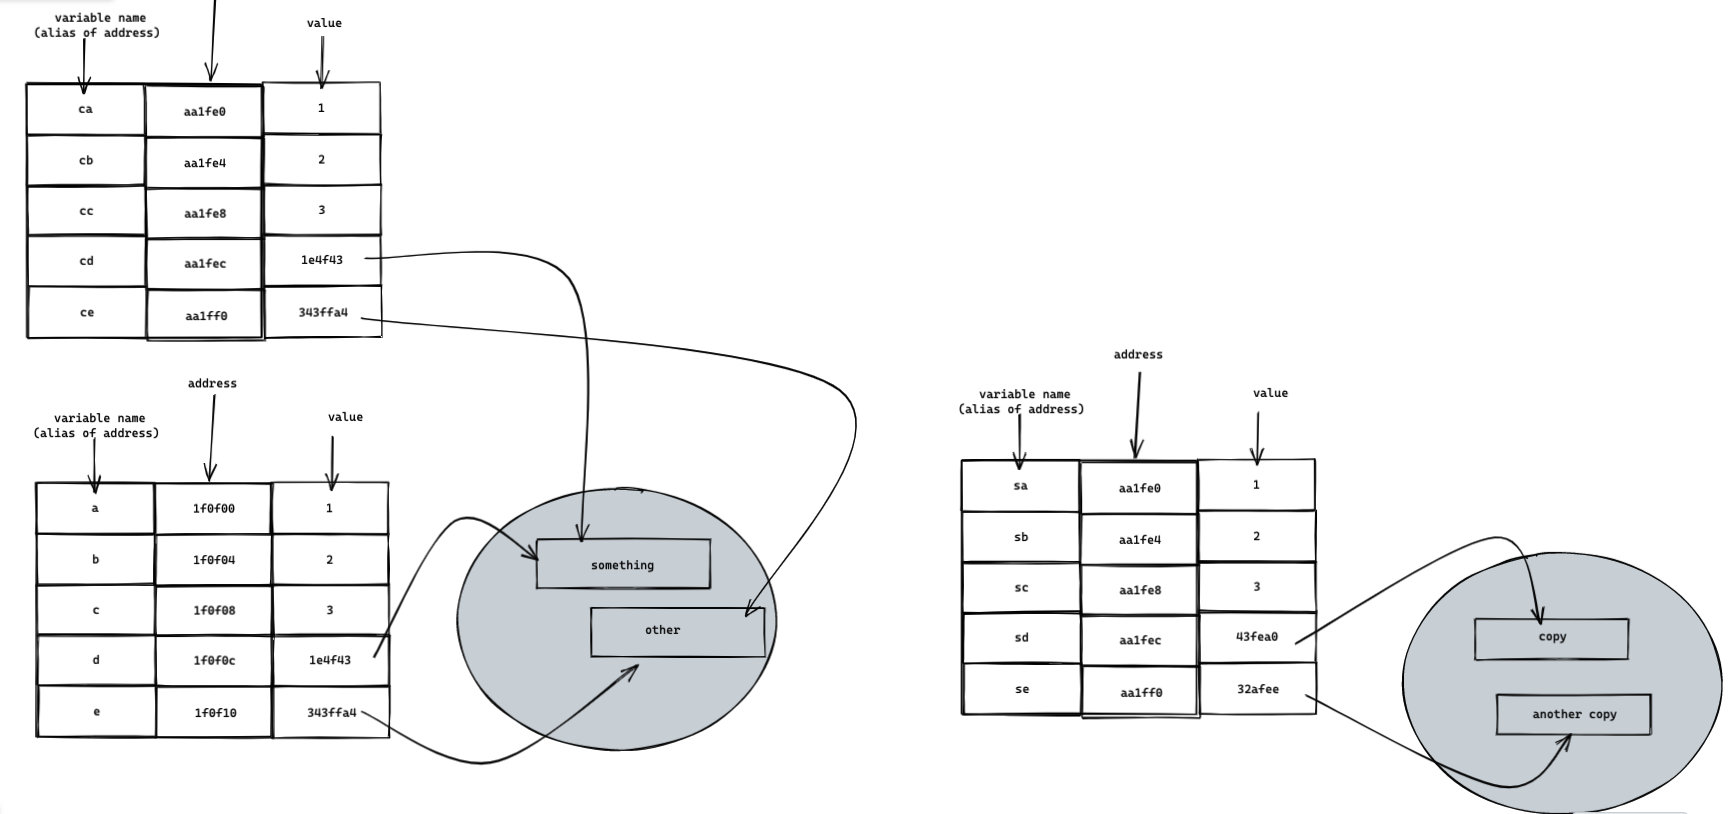 variable name
(alias of address)
value
ca aa1fe0 1
cb aa1fe4 2
cc aa1fe8 3
cd aa1fec 1e4f43
ce aa1ff0 343ffa4
address
variable name
(alias of address)
value
a 1f0f00 1
b 1f0f04 2
c 1f0f08 3
d 1f0f0c 1e4f43
e 1f0f10 343ffa4
something
other
address
variable name
(alias of address)
value
sa aa1fe0 1
sb aa1fe4 2
sc aa1fe8 3
sd aa1fec 43fea0
se aa1ff0 32afee
copy
another copy